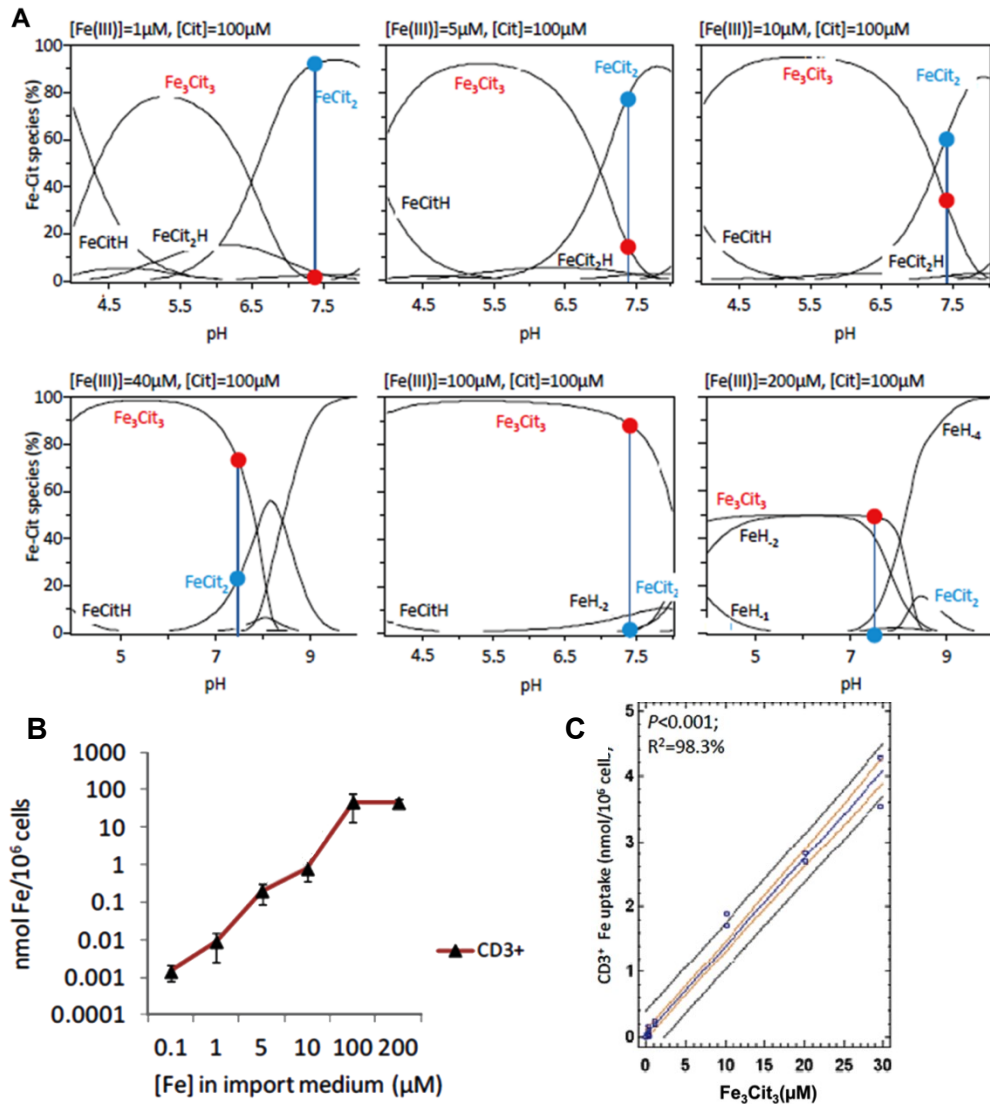 A
[Fe(III)]=1µM, [Cit]=100µM
[Fe(III)]=5µM, [Cit]=100µM
[Fe(III)]=10µM, [Cit]=100µM
Fe-Cit species (%)
100
80
60
40
20
0
Fe₃Cit₃
FeCit₂
FeCit₂H
FeCitH
4.5
5.5
6.5
7.5
pH
Fe₃Cit₃
FeCit₂
FeCitH
FeCit₂H
4.5
5.5
6.5
7.5
pH
Fe₃Cit₃
FeCit₂
FeCitH
FeCit₂H
4.5
5.5
6.5
7.5
pH
[Fe(III)]=40µM, [Cit]=100µM
[Fe(III)]=100µM, [Cit]=100µM
[Fe(III)]=200µM, [Cit]=100µM
Fe-Cit species (%)
100
80
60
40
20
0
Fe₃Cit₃
FeCit₂
FeCitH
5
7
9
pH
Fe₃Cit₃
FeH₋₂
FeCit₂
FeCitH
4.5
5.5
6.5
7.5
pH
FeH₋₄
Fe₃Cit₃
FeH₋₂
FeH₋₁
FeCit₂
5
7
9
pH
B
nmol Fe/10⁶ cells
1000
100
10
1
0.1
0.01
0.001
0.0001
CD3+
0.1 1 5 10 100 200
[Fe] in import medium (µM)
C
P<0.001;
R²=98.3%
CD3⁺ Fe uptake (nmol/10⁶ cells)
5
4
3
2
1
0
0 5 10 15 20 25 30
Fe₃Cit₃(µM)